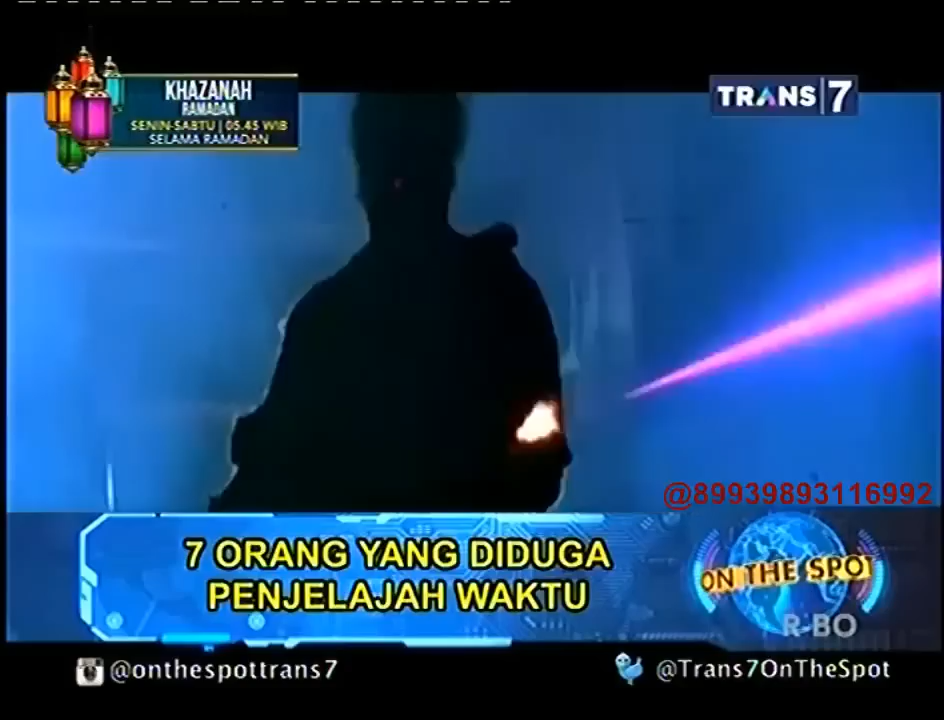 KHAZANAH
RAMADAN
SENIN-SABTU | 05.45 WIB
SELAMA RAMADAN
TRANS|7
@89939893116992
7 ORANG YANG DIDUGA
PENJELAJAH WAKTU
ON THE SPOT
R-BO
@onthespottrans7
@Trans7OnTheSpot